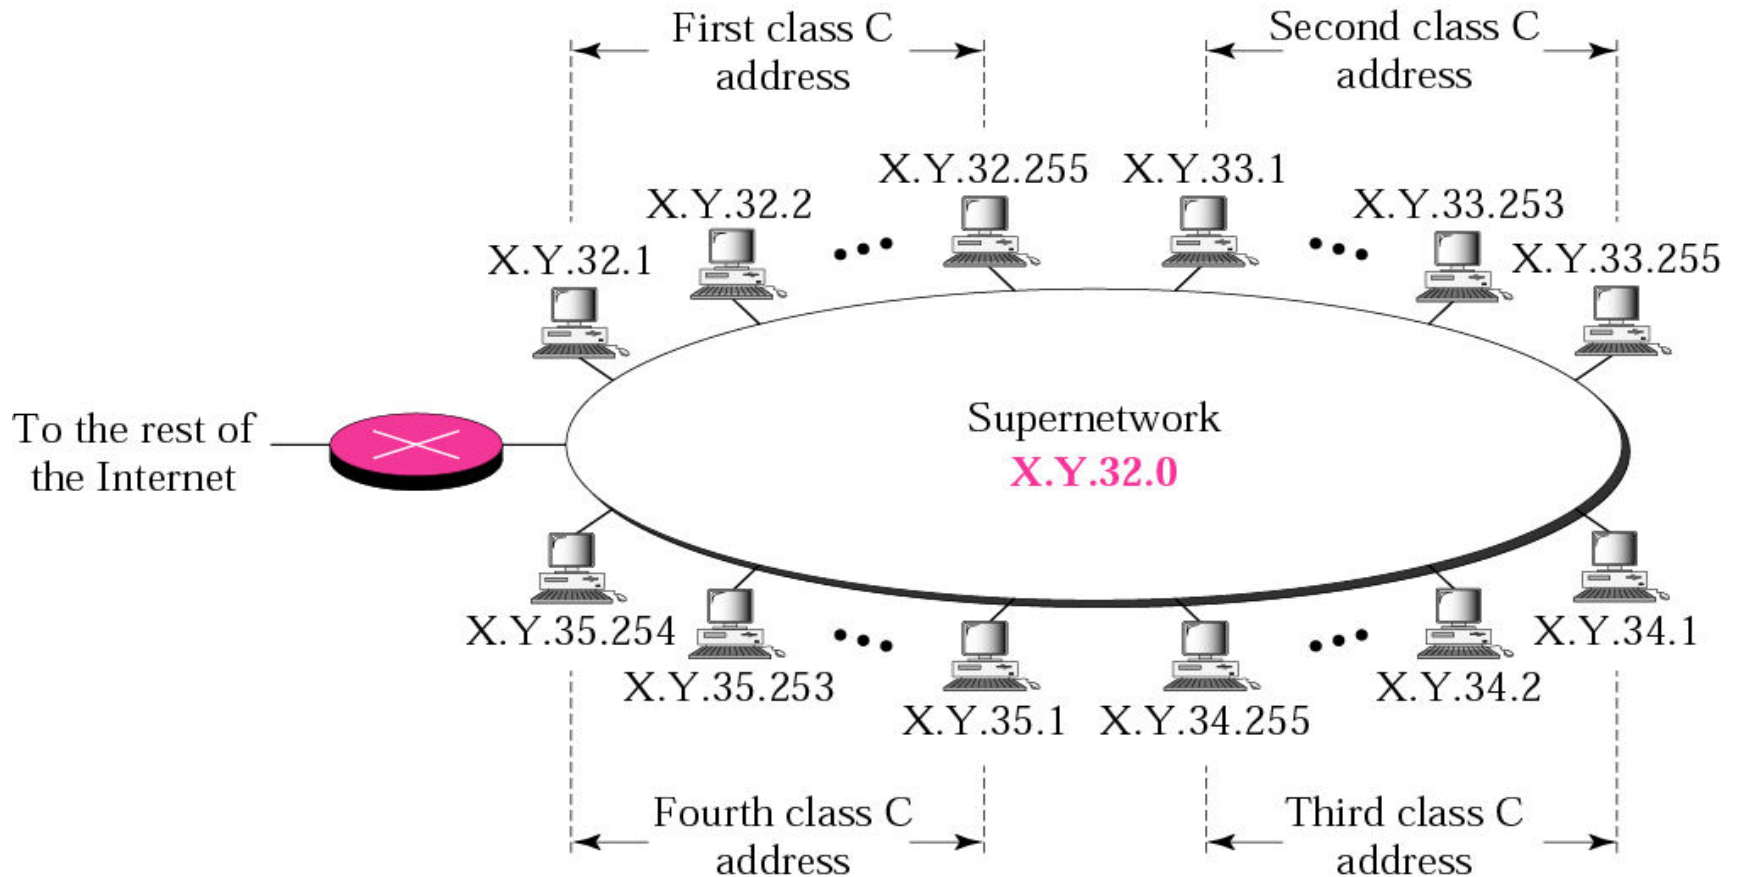 First class C
address
Second class C
address
X.Y.32.255
X.Y.33.1
X.Y.32.2
X.Y.33.253
X.Y.32.1
X.Y.33.255
To the rest of
the Internet
Supernetwork
X.Y.32.0
X.Y.35.254
X.Y.34.1
X.Y.35.253
X.Y.34.2
X.Y.35.1
X.Y.34.255
Fourth class C
address
Third class C
address